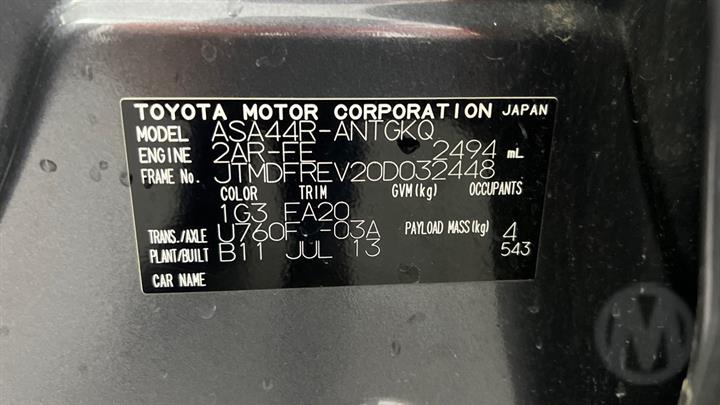 TOYOTA MOTOR CORPORATION JAPAN
MODEL ASA44R-ANTGKQ
ENGINE 2AR-FE 2494 mL
FRAME No. JTMDFREV20D032448
COLOR TRIM GVM(kg) OCCUPANTS
1G3 FA20
TRANS./AXLE U760F -03A PAYLOAD MASS(kg) 4
PLANT/BUILT B11 JUL 13 543
CAR NAME
M